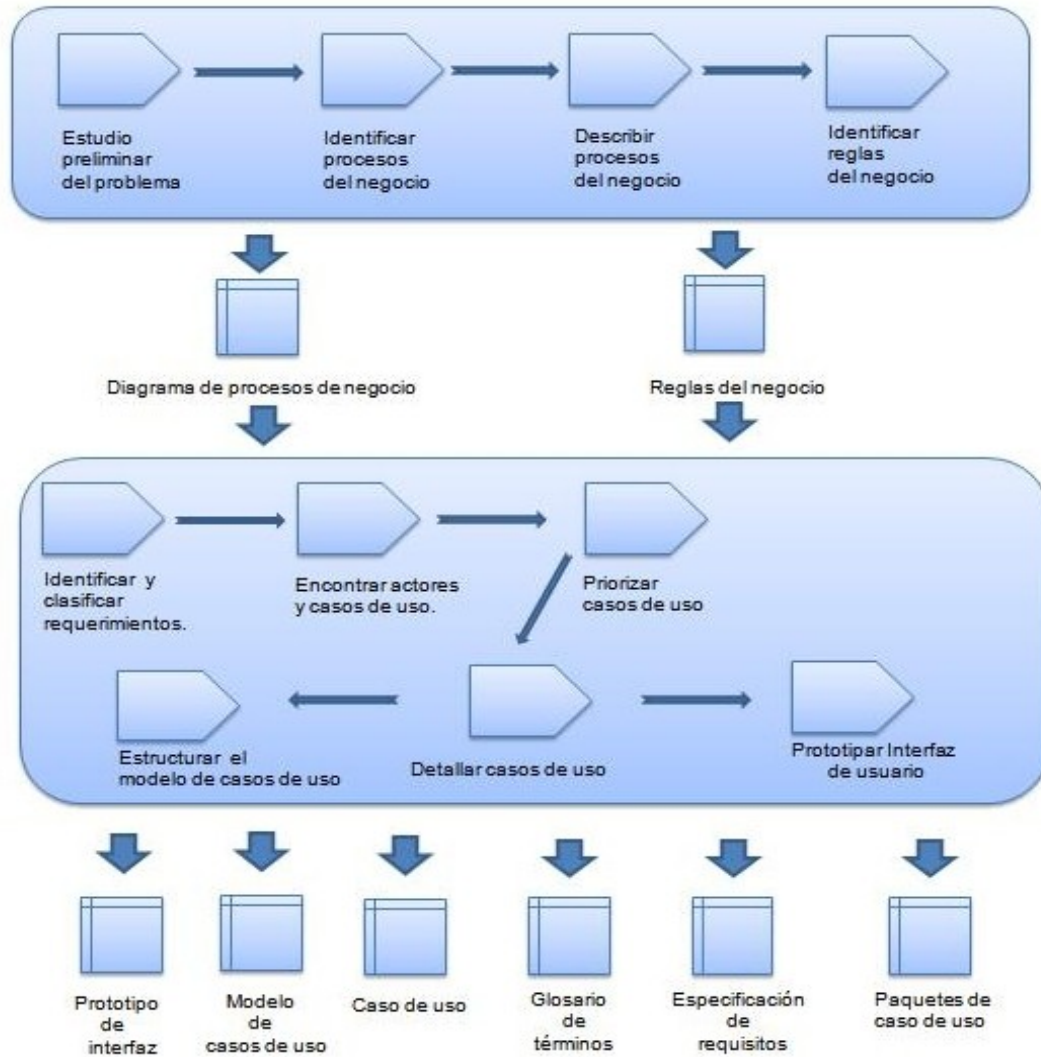 Estudio
preliminar
del problema
Identificar
procesos
del negocio
Describir
procesos
del negocio
Identificar
reglas
del negocio
Diagrama de procesos de negocio
Reglas del negocio
Identificar y
clasificar
requerimientos.
Encontrar actores
y casos de uso.
Priorizar
casos de uso
Estructurar el
modelo de casos de uso
Detallar casos de uso
Prototipar Interfaz
de usuario
Prototipo
de
interfaz
Modelo
de
casos de uso
Caso de uso
Glosario
de
términos
Especificación
de
requisitos
Paquetes de
caso de uso